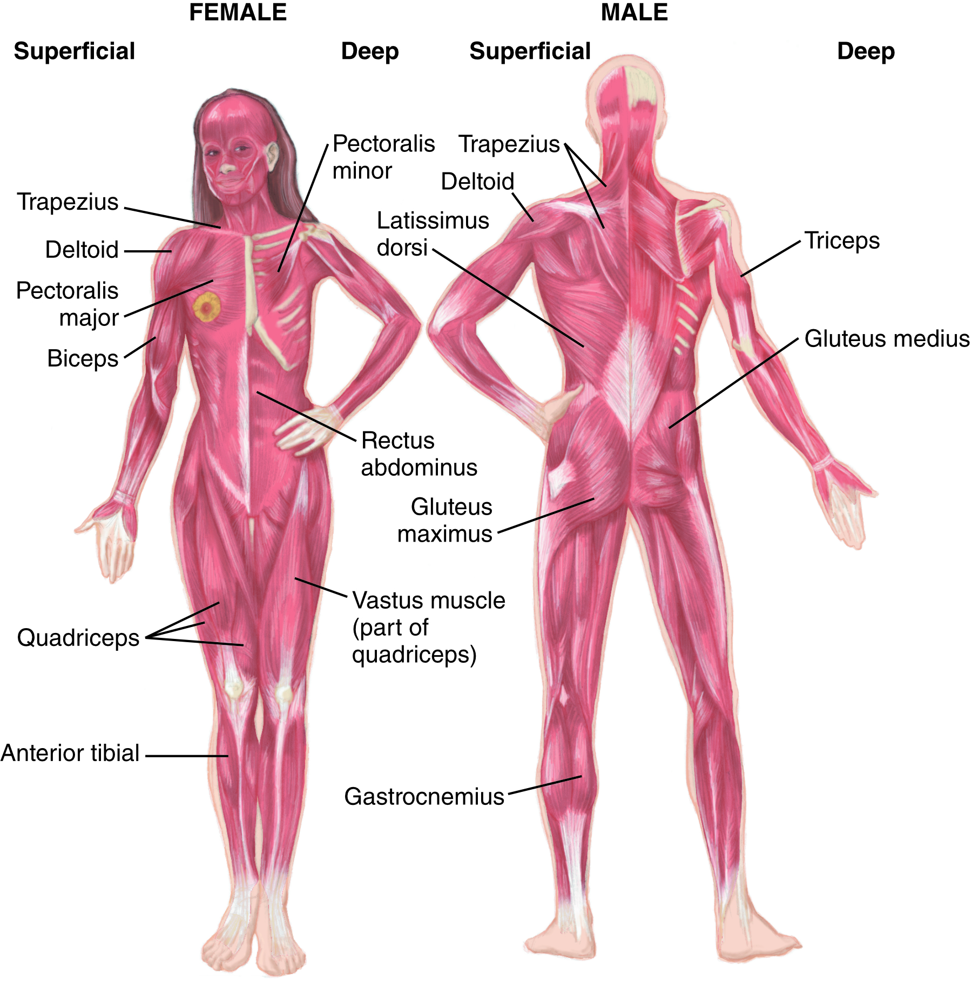 FEMALE
MALE
Superficial
Deep
Superficial
Deep
Pectoralis
minor
Trapezius
Deltoid
Pectoralis
major
Biceps
Rectus
abdominus
Vastus muscle
(part of
quadriceps)
Quadriceps
Anterior tibial
Trapezius
Deltoid
Latissimus
dorsi
Triceps
Gluteus medius
Gluteus
maximus
Gastrocnemius